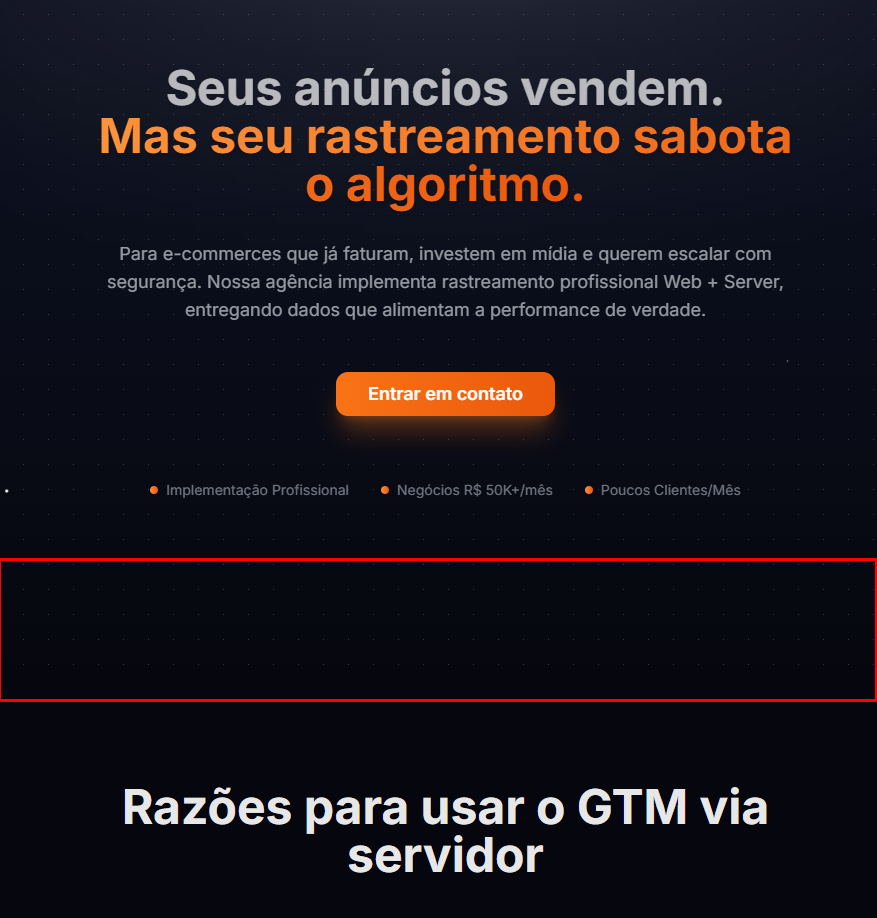 Seus anúncios vendem.
Mas seu rastreamento sabota
o algoritmo.
Para e-commerces que já faturam, investem em mídia e querem escalar com
segurança. Nossa agência implementa rastreamento profissional Web + Server,
entregando dados que alimentam a performance de verdade.
Entrar em contato
Implementação Profissional
Negócios R$ 50K+/mês
Poucos Clientes/Mês
Razões para usar o GTM via
servidor